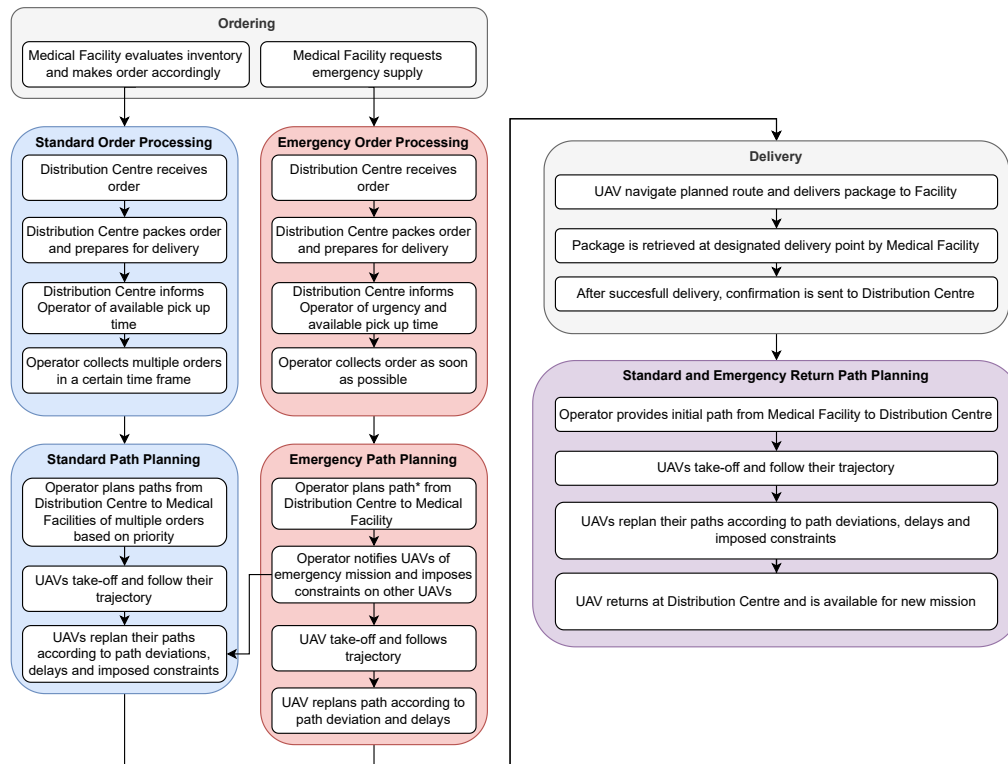 Ordering
Medical Facility evaluates inventory
and makes order accordingly
Medical Facility requests
emergency supply
Standard Order Processing
Distribution Centre receives
order
Distribution Centre packes order
and prepares for delivery
Distribution Centre informs
Operator of available pick up
time
Operator collects multiple orders
in a certain time frame
Emergency Order Processing
Distribution Centre receives
order
Distribution Centre packes order
and prepares for delivery
Distribution Centre informs
Operator of urgency and
available pick up time
Operator collects order as soon
as possible
Standard Path Planning
Operator plans paths from
Distribution Centre to Medical
Facilities of multiple orders
based on priority
UAVs take-off and follow their
trajectory
UAVs replan their paths
according to path deviations,
delays and imposed constraints
Emergency Path Planning
Operator plans path* from
Distribution Centre to Medical
Facility
Operator notifies UAVs of
emergency mission and imposes
constraints on other UAVs
UAV take-off and follows
trajectory
UAV replans path according to
path deviation and delays
Delivery
UAV navigate planned route and delivers package to Facility
Package is retrieved at designated delivery point by Medical Facility
After succesfull delivery, confirmation is sent to Distribution Centre
Standard and Emergency Return Path Planning
Operator provides initial path from Medical Facility to Distribution Centre
UAVs take-off and follow their trajectory
UAVs replan their paths according to path deviations, delays and
imposed constraints
UAV returns at Distribution Centre and is available for new mission